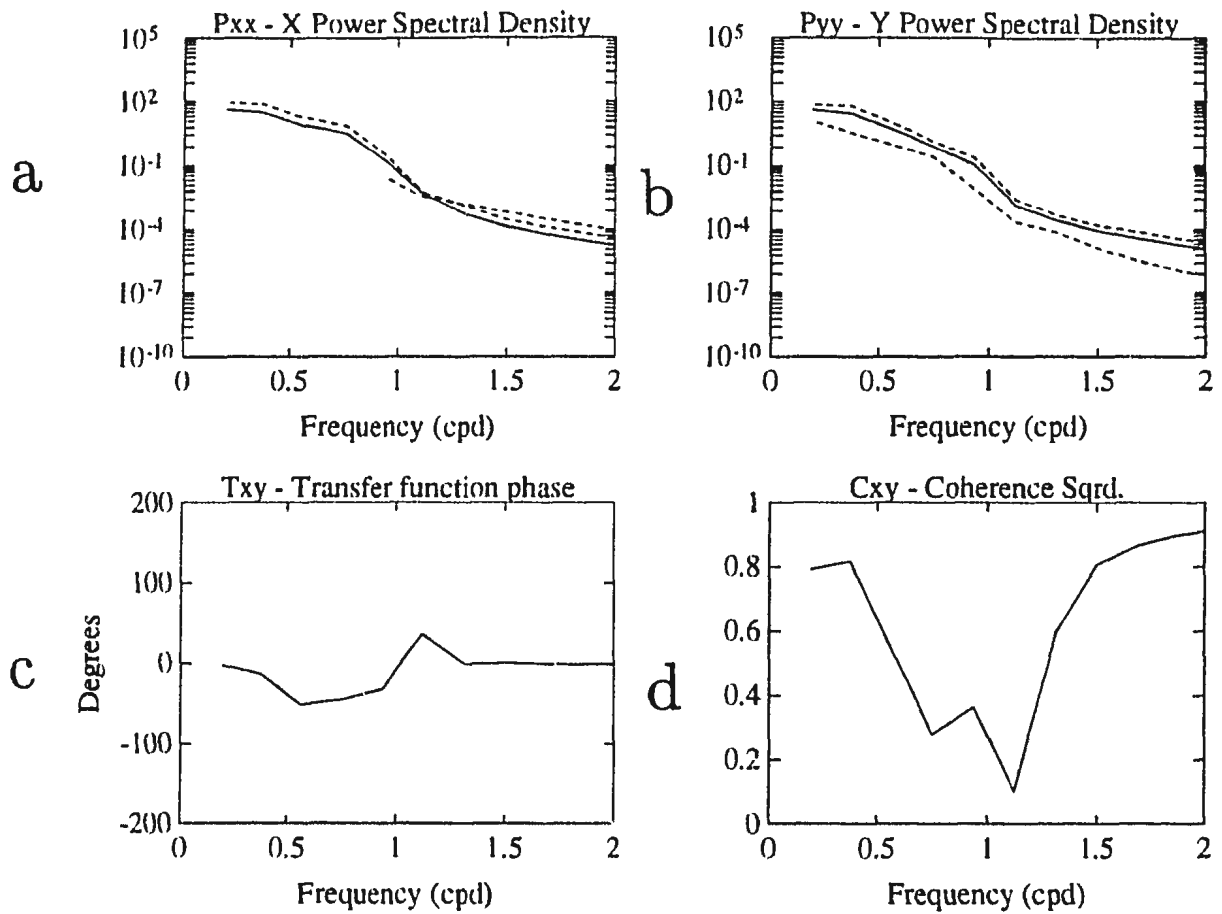 Pxx - X Power Spectral Density
10^5
10^2
10^-1
10^-4
10^-7
10^-10
0 0.5 1 1.5 2
Frequency (cpd)
a
Pyy - Y Power Spectral Density
10^5
10^2
10^-1
10^-4
10^-7
10^-10
0 0.5 1 1.5 2
Frequency (cpd)
b
Txy - Transfer function phase
200
100
0
-100
-200
Degrees
0 0.5 1 1.5 2
Frequency (cpd)
c
Cxy - Coherence Sqrd.
1
0.8
0.6
0.4
0.2
0
0 0.5 1 1.5 2
Frequency (cpd)
d